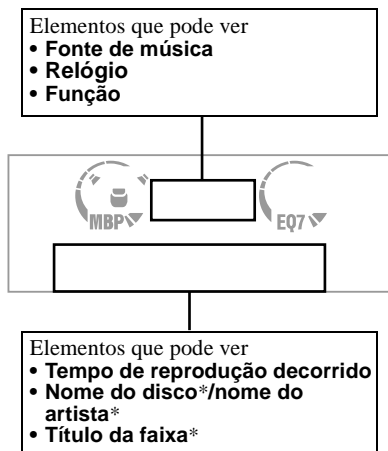 Elementos que pode ver
• Fonte de música
• Relógio
• Função
MBP EQ7
Elementos que pode ver
• Tempo de reprodução decorrido
• Nome do disco*/nome do
artista*
• Título da faixa*